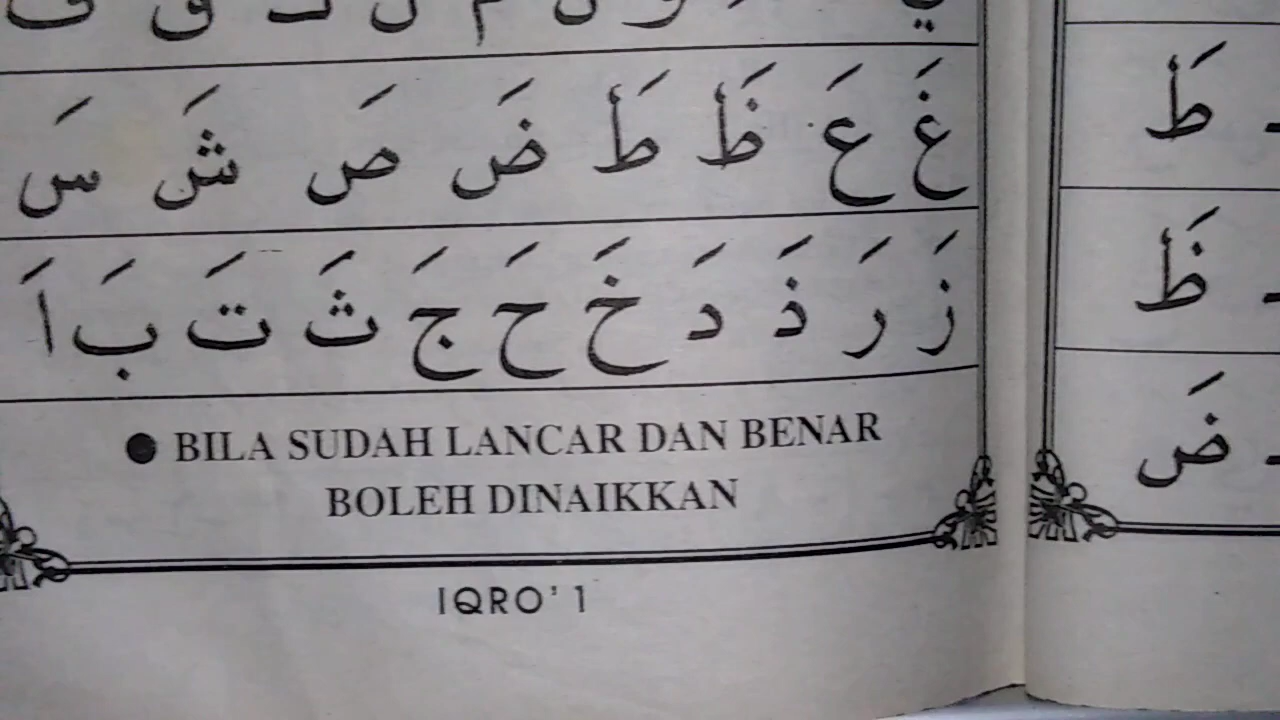 غَ عَ ظَ طَ ضَ صَ شَ سَ
زَ رَ ذَ دَ خَ حَ جَ ثَ تَ بَ اَ
● BILA SUDAH LANCAR DAN BENAR
BOLEH DINAIKKAN
IQRO' 1
طَ
ظَ
ضَ